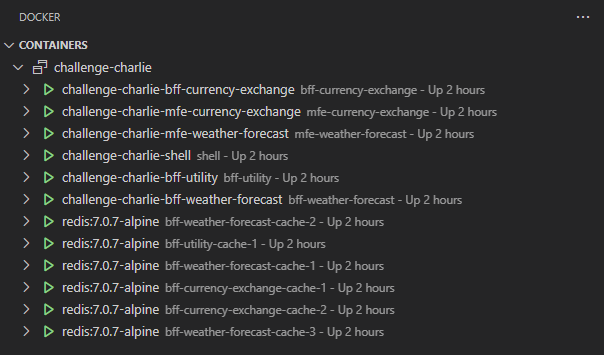 DOCKER ...
CONTAINERS
challenge-charlie
challenge-charlie-bff-currency-exchange bff-currency-exchange - Up 2 hours
challenge-charlie-mfe-currency-exchange mfe-currency-exchange - Up 2 hours
challenge-charlie-mfe-weather-forecast mfe-weather-forecast - Up 2 hours
challenge-charlie-shell shell - Up 2 hours
challenge-charlie-bff-utility bff-utility - Up 2 hours
challenge-charlie-bff-weather-forecast bff-weather-forecast - Up 2 hours
redis:7.0.7-alpine bff-weather-forecast-cache-2 - Up 2 hours
redis:7.0.7-alpine bff-utility-cache-1 - Up 2 hours
redis:7.0.7-alpine bff-weather-forecast-cache-1 - Up 2 hours
redis:7.0.7-alpine bff-currency-exchange-cache-1 - Up 2 hours
redis:7.0.7-alpine bff-currency-exchange-cache-2 - Up 2 hours
redis:7.0.7-alpine bff-weather-forecast-cache-3 - Up 2 hours